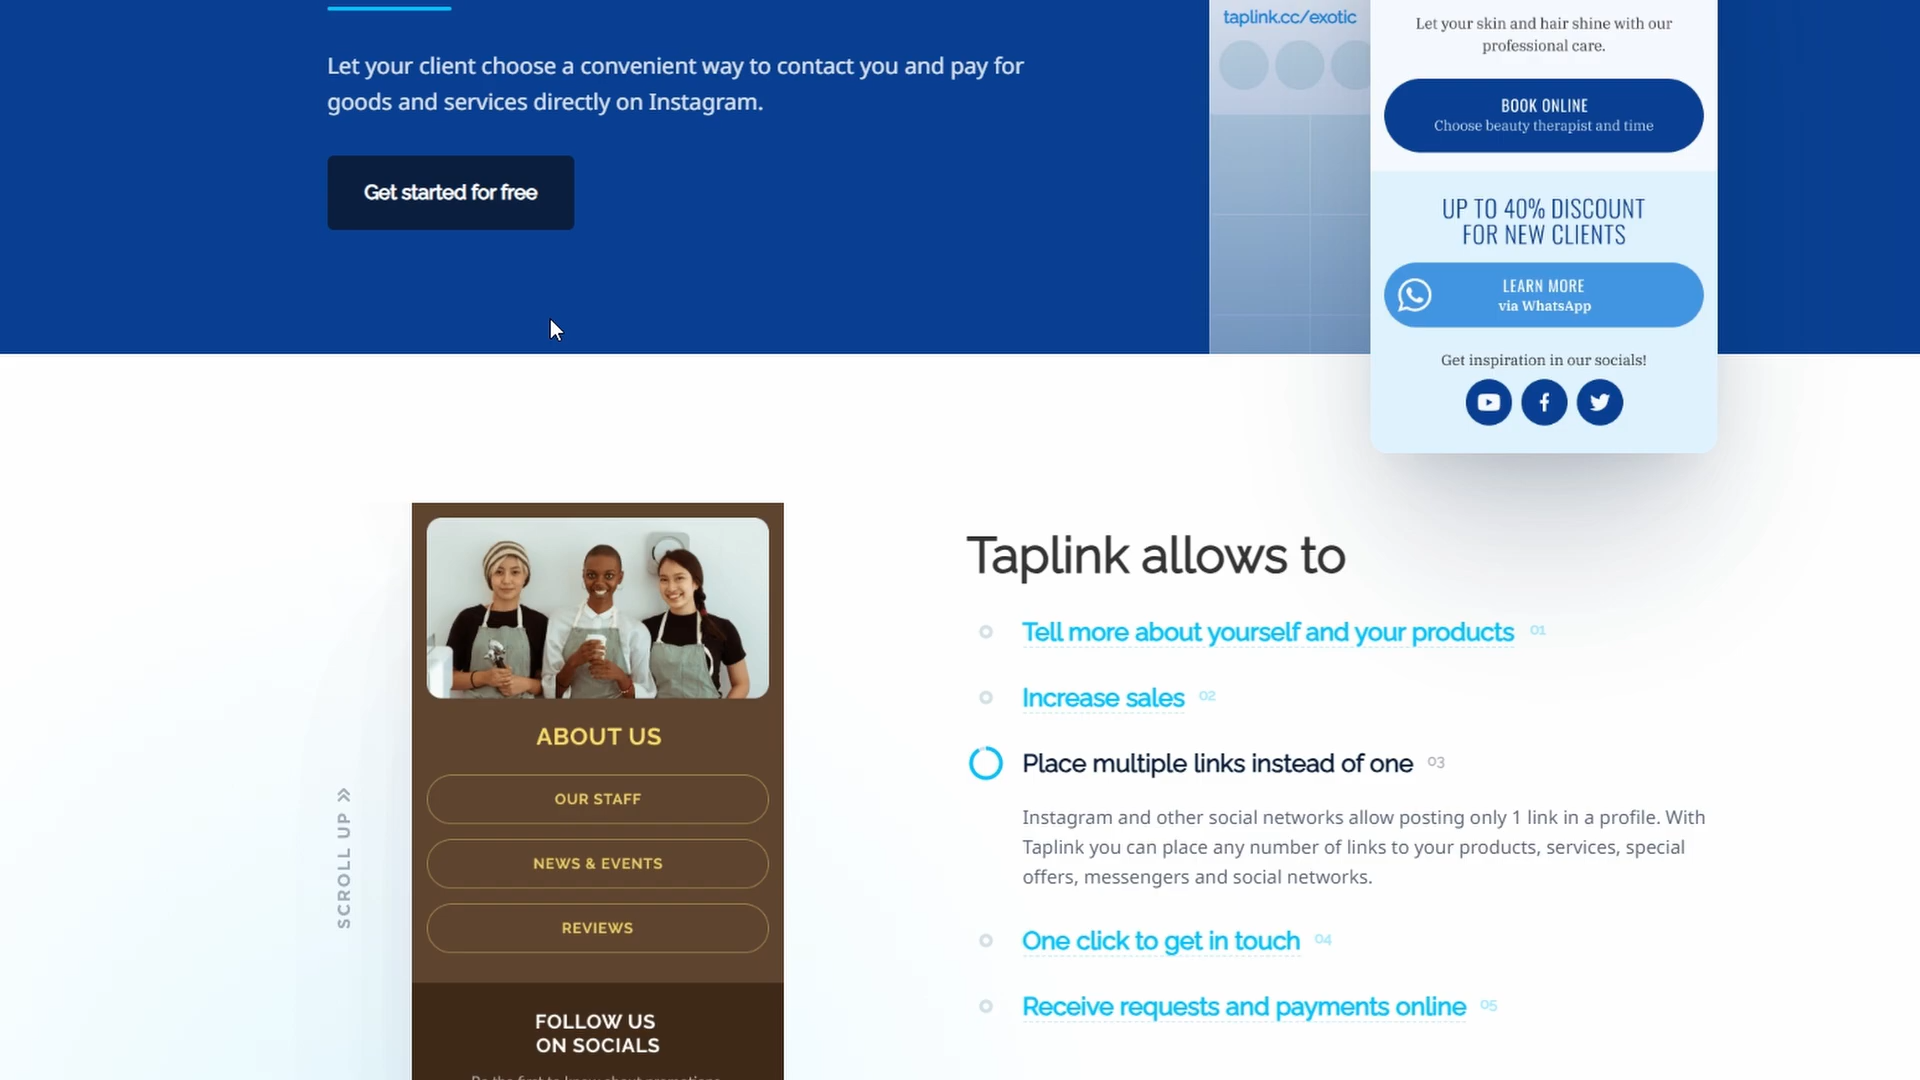 Let your client choose a convenient way to contact you and pay for
goods and services directly on Instagram.
Get started for free
taplink.cc/exotic
Let your skin and hair shine with our
professional care.
BOOK ONLINE
Choose beauty therapist and time
UP TO 40% DISCOUNT
FOR NEW CLIENTS
LEARN MORE
via WhatsApp
Get inspiration in our socials!
SCROLL UP
ABOUT US
OUR STAFF
NEWS & EVENTS
REVIEWS
FOLLOW US
ON SOCIALS
Be the first to know about promotions
Taplink allows to
Tell more about yourself and your products 01
Increase sales 02
Place multiple links instead of one 03
Instagram and other social networks allow posting only 1 link in a profile. With
Taplink you can place any number of links to your products, services, special
offers, messengers and social networks.
One click to get in touch 04
Receive requests and payments online 05